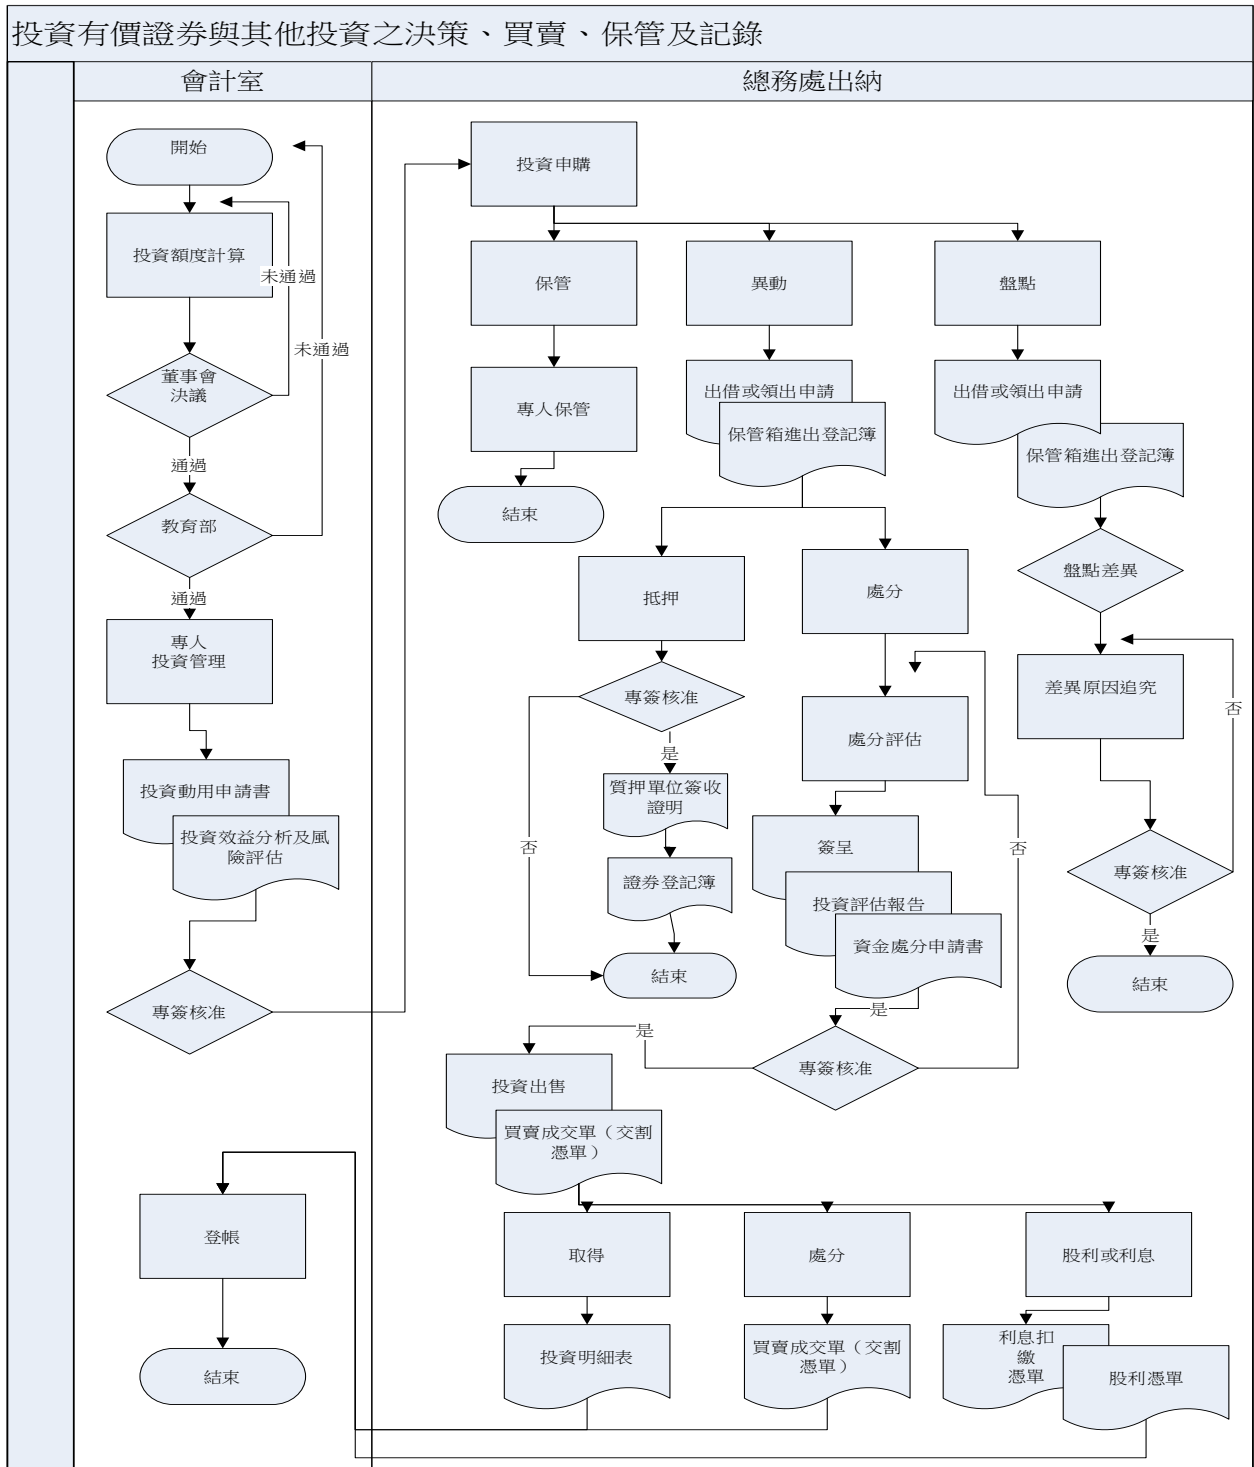 投資有價證券與其他投資之決策、買賣、保管及記錄
會計室
總務處出納
開始
投資額度計算
未通過
未通過
董事會
決議
通過
教育部
通過
專人
投資管理
投資動用申請書
投資效益分析及風
險評估
專簽核准
投資申購
保管
異動
盤點
專人保管
結束
出借或領出申請
保管箱進出登記簿
出借或領出申請
保管箱進出登記簿
抵押
處分
盤點差異
專簽核准
是
否
質押單位簽收
證明
證券登記簿
結束
處分評估
簽呈
投資評估報告
資金處分申請書
是
否
專簽核准
是
差異原因追究
否
專簽核准
是
結束
投資出售
買賣成交單（交割
憑單）
取得
處分
股利或利息
投資明細表
買賣成交單（交割
憑單）
利息扣
繳
憑單
股利憑單
登帳
結束